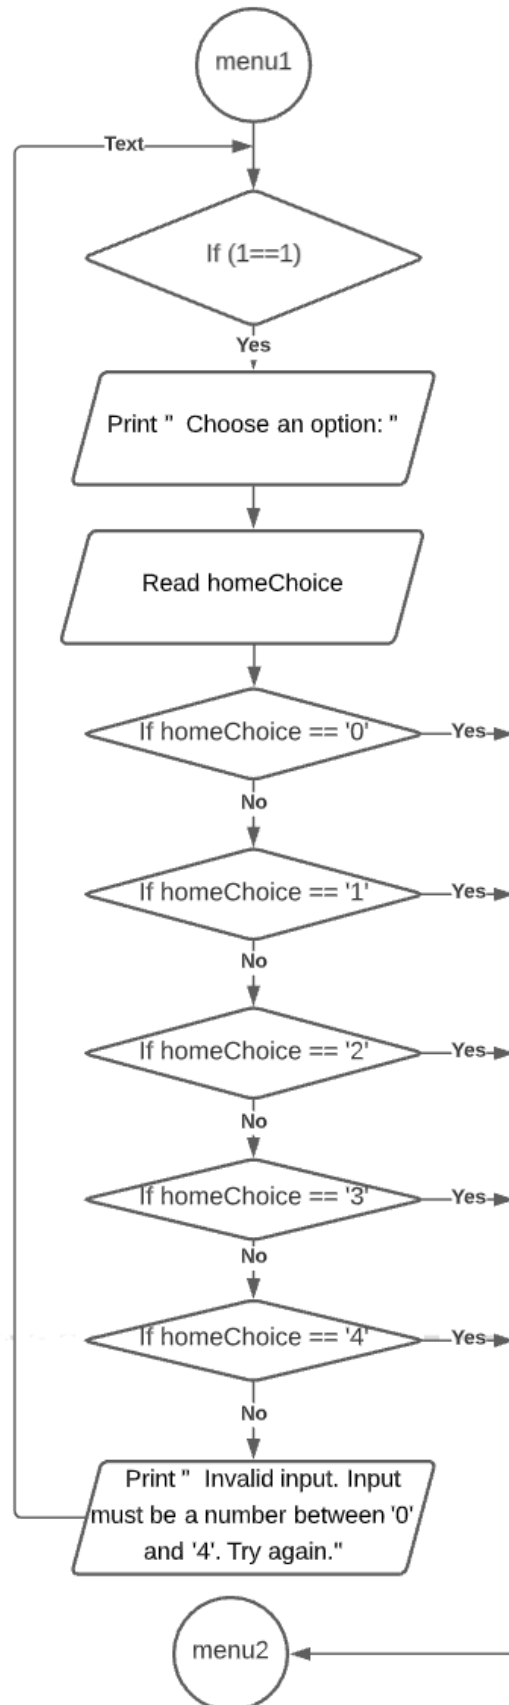 menu1
Text
If (1==1)
Yes
Print "  Choose an option: "
Read homeChoice
If homeChoice == '0'
Yes
No
If homeChoice == '1'
Yes
No
If homeChoice == '2'
Yes
No
If homeChoice == '3'
Yes
No
If homeChoice == '4'
Yes
No
Print "  Invalid input. Input
must be a number between '0'
and '4'. Try again."
menu2